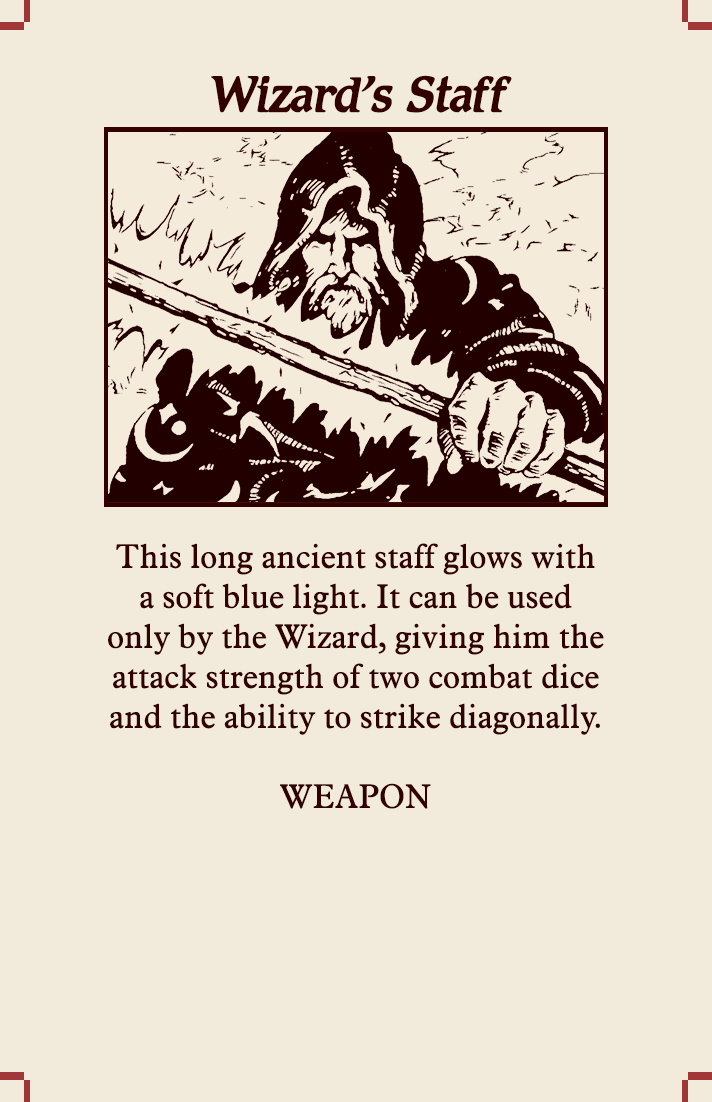 Wizard's Staff
This long ancient staff glows with
a soft blue light. It can be used
only by the Wizard, giving him the
attack strength of two combat dice
and the ability to strike diagonally.
WEAPON